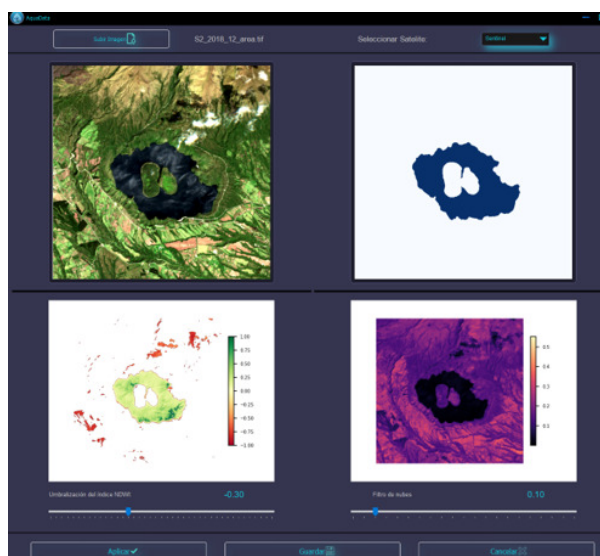 AquaData
Subir Imagen
S2_2018_12_area.tif
Seleccionar Satelite:
Sentinel
1.00
0.75
0.50
0.25
0.00
−0.25
−0.50
−0.75
−1.00
0.5
0.4
0.3
0.2
0.1
Umbralización del índice NDWI
-0.30
Filtro de nubes
0.10
Aplicar
Guardar
Cancelar